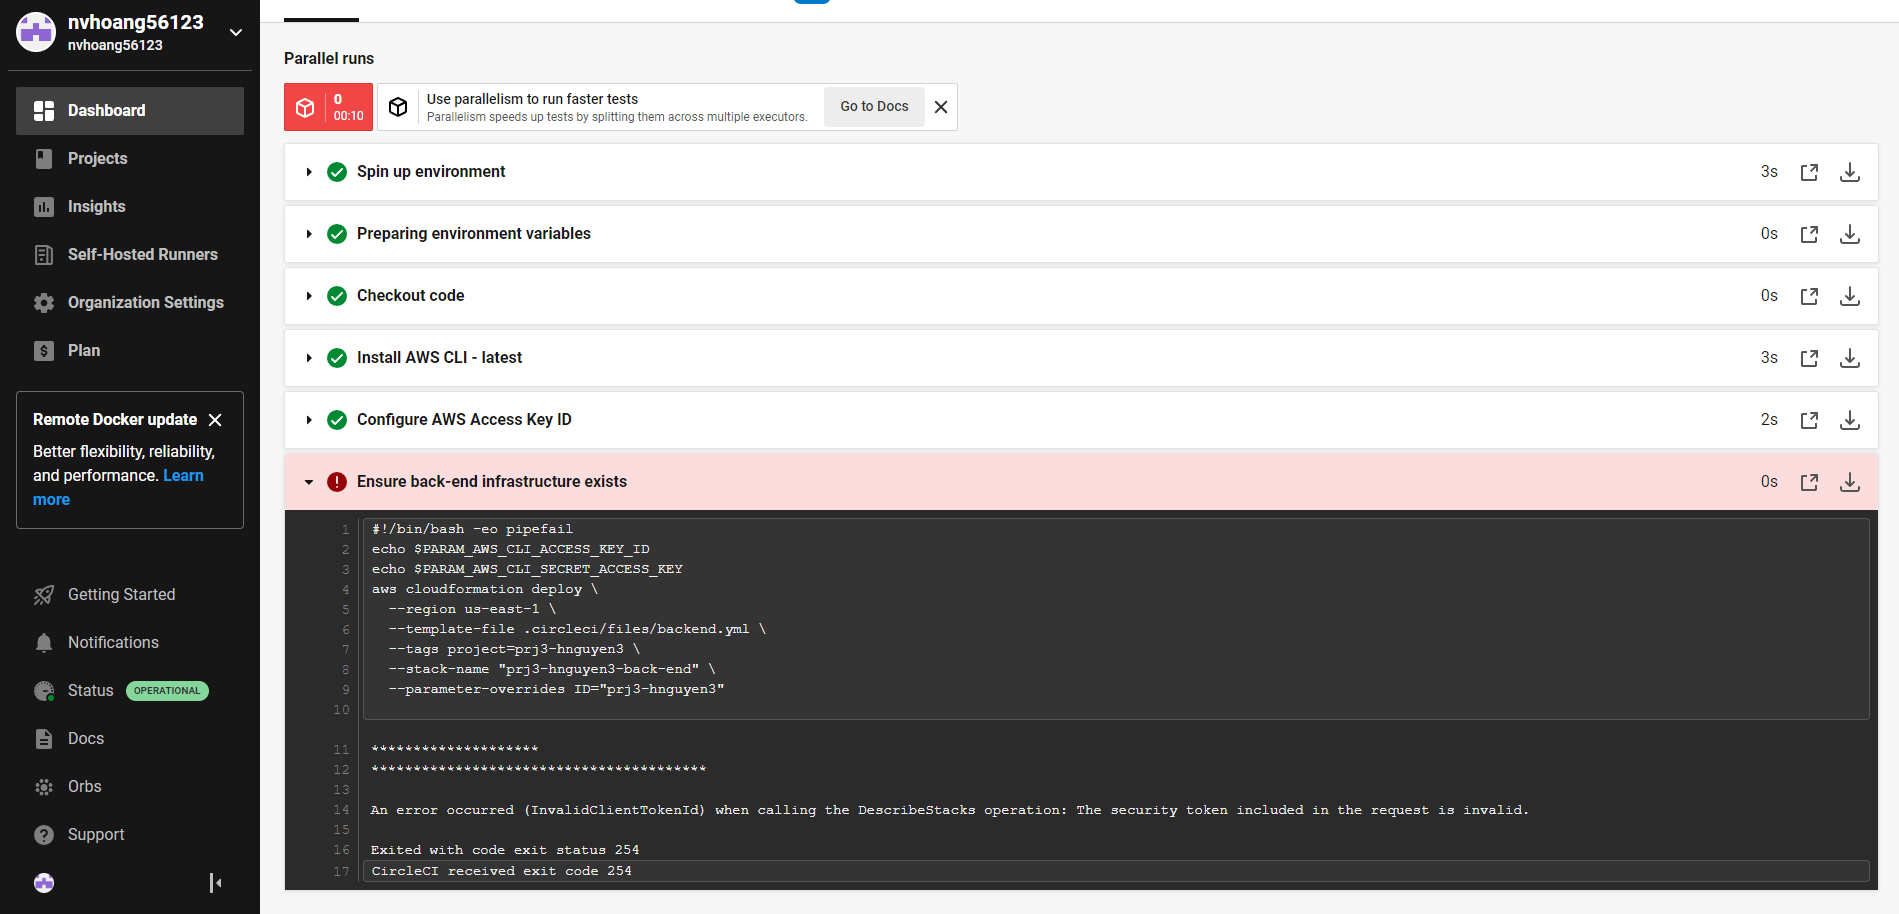 nvhoang56123
nvhoang56123
Dashboard
Projects
Insights
Self-Hosted Runners
Organization Settings
Plan
Remote Docker update
Better flexibility, reliability,
and performance. Learn
more
Getting Started
Notifications
Status OPERATIONAL
Docs
Orbs
Support
Parallel runs
0
00:10
Use parallelism to run faster tests
Parallelism speeds up tests by splitting them across multiple executors.
Go to Docs
Spin up environment 3s
Preparing environment variables 0s
Checkout code 0s
Install AWS CLI - latest 3s
Configure AWS Access Key ID 2s
Ensure back-end infrastructure exists 0s
1 #!/bin/bash -eo pipefail
2 echo $PARAM_AWS_CLI_ACCESS_KEY_ID
3 echo $PARAM_AWS_CLI_SECRET_ACCESS_KEY
4 aws cloudformation deploy \
5 --region us-east-1 \
6 --template-file .circleci/files/backend.yml \
7 --tags project=prj3-hnguyen3 \
8 --stack-name "prj3-hnguyen3-back-end" \
9 --parameter-overrides ID="prj3-hnguyen3"
10
11 ********************
12 ****************************************
13
14 An error occurred (InvalidClientTokenId) when calling the DescribeStacks operation: The security token included in the request is invalid.
15
16 Exited with code exit status 254
17 CircleCI received exit code 254